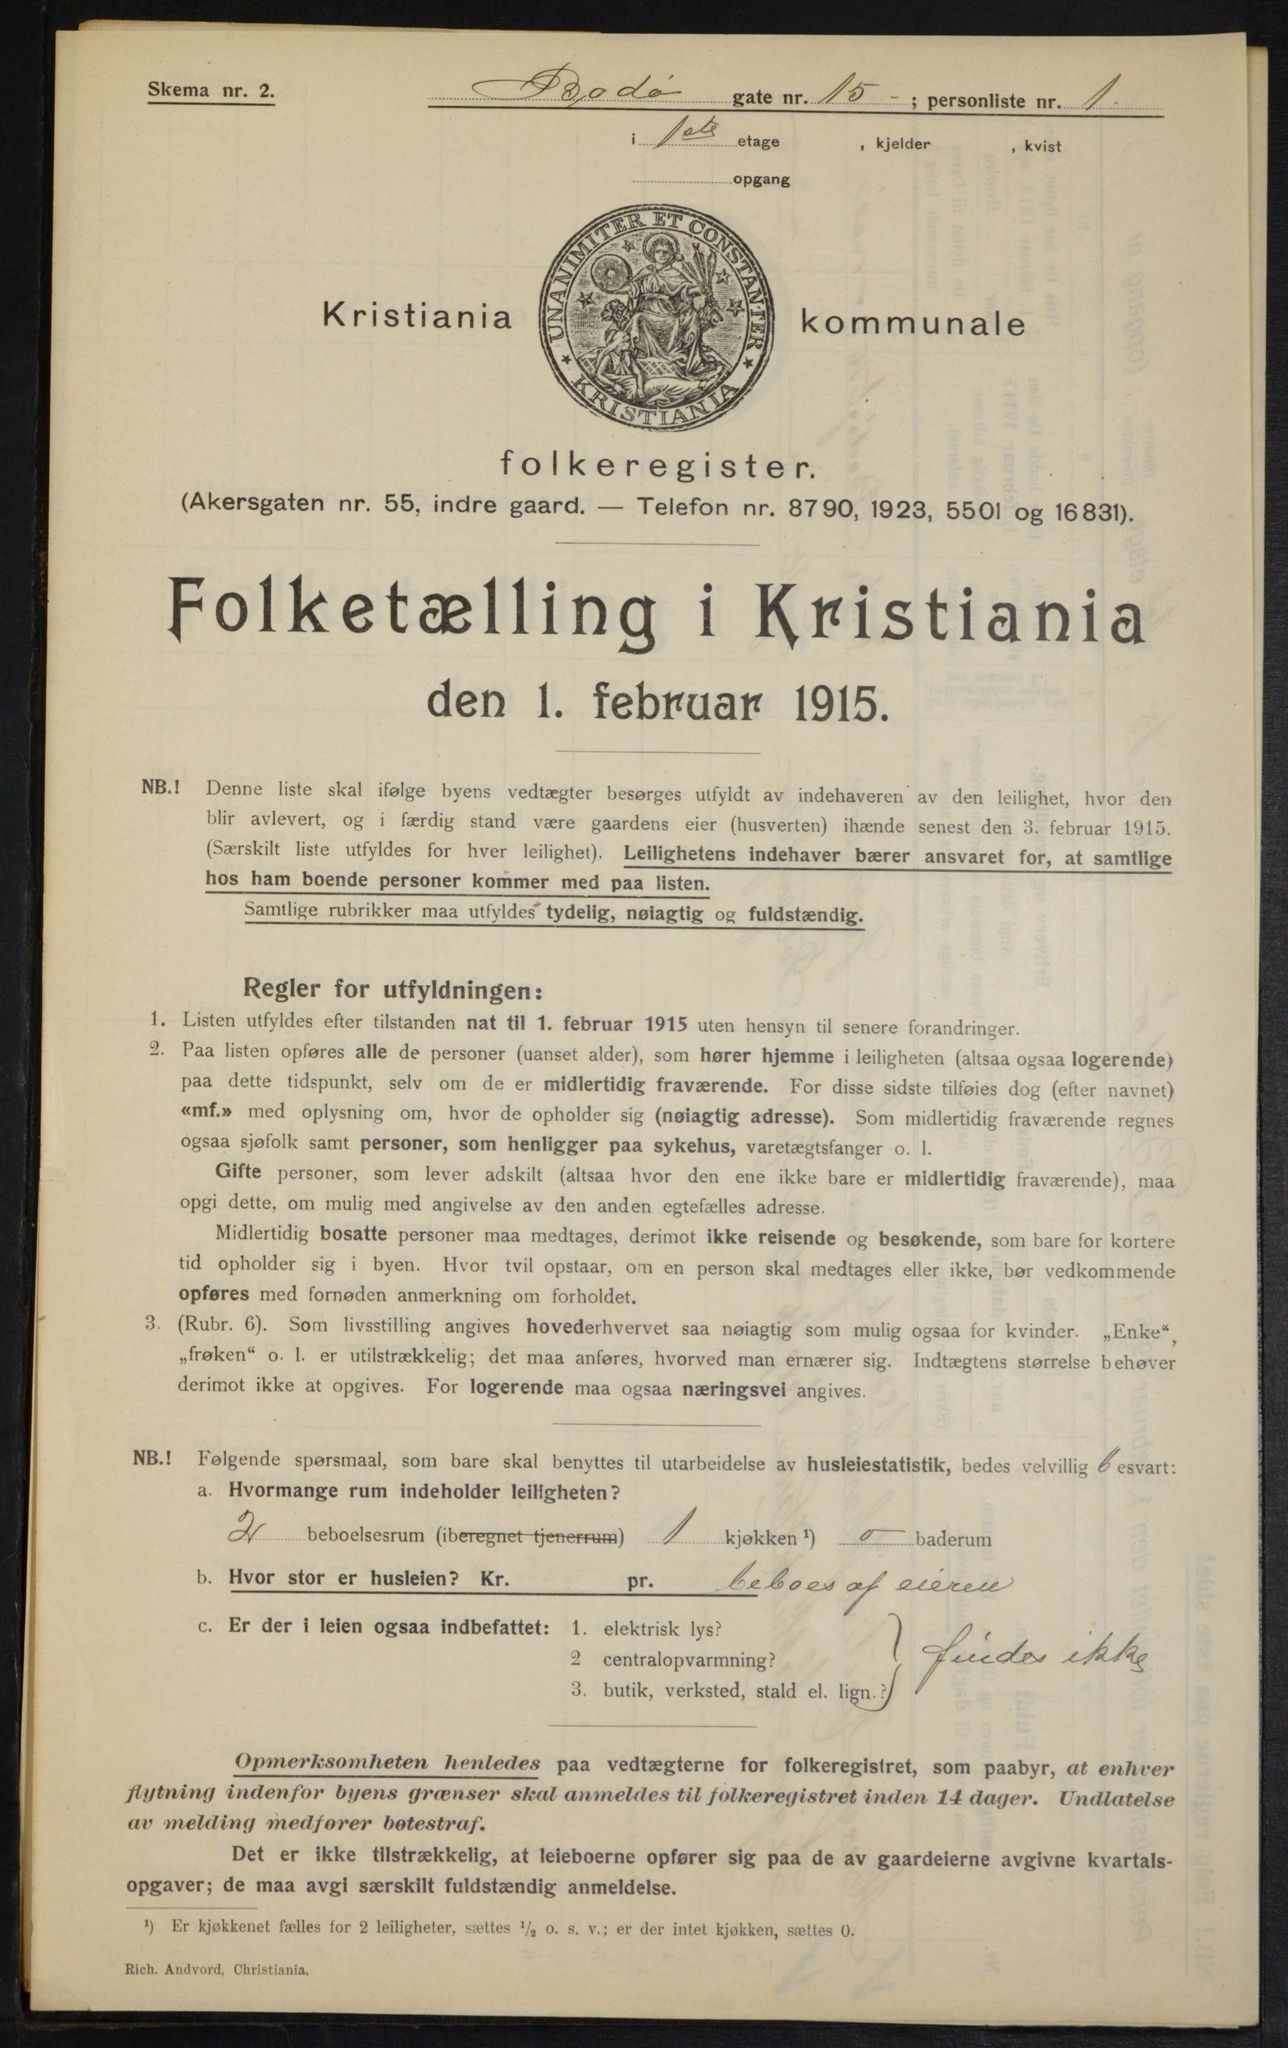 Skema nr. 2.
Bodø gate nr. 15 - ; personliste nr. 1.
i 1ste etage , kjelder , kvist
opgang
UNANIMITER ET CONSTANTER
KRISTIANIA
Kristiania kommunale
folkeregister.
(Akersgaten nr. 55, indre gaard. — Telefon nr. 8790, 1923, 5501 og 16831).
Folketælling i Kristiania
den 1. februar 1915.
NB.! Denne liste skal ifølge byens vedtægter besørges utfyldt av indehaveren av den leilighet, hvor den
blir avlevert, og i færdig stand være gaardens eier (husverten) ihænde senest den 3. februar 1915.
(Særskilt liste utfyldes for hver leilighet). Leilighetens indehaver bærer ansvaret for, at samtlige
hos ham boende personer kommer med paa listen.
Samtlige rubrikker maa utfyldes tydelig, nøiagtig og fuldstændig.
Regler for utfyldningen:
1. Listen utfyldes efter tilstanden nat til 1. februar 1915 uten hensyn til senere forandringer.
2. Paa listen opføres alle de personer (uanset alder), som hører hjemme i leiligheten (altsaa ogsaa logerende)
paa dette tidspunkt, selv om de er midlertidig fraværende. For disse sidste tilføies dog (efter navnet)
«mf.» med oplysning om, hvor de opholder sig (nøiagtig adresse). Som midlertidig fraværende regnes
ogsaa sjøfolk samt personer, som henligger paa sykehus, varetægtsfanger o. l.
Gifte personer, som lever adskilt (altsaa hvor den ene ikke bare er midlertidig fraværende), maa
opgi dette, om mulig med angivelse av den anden egtefælles adresse.
Midlertidig bosatte personer maa medtages, derimot ikke reisende og besøkende, som bare for kortere
tid opholder sig i byen. Hvor tvil opstaar, om en person skal medtages eller ikke, bør vedkommende
opføres med fornøden anmerkning om forholdet.
3. (Rubr. 6). Som livsstilling angives hovederhvervet saa nøiagtig som mulig ogsaa for kvinder. „Enke“,
„frøken“ o. l. er utilstrækkelig; det maa anføres, hvorved man ernærer sig. Indtægtens størrelse behøver
derimot ikke at opgives. For logerende maa ogsaa næringsvei angives.
NB.! Følgende spørsmaal, som bare skal benyttes til utarbeidelse av husleiestatistik, bedes velvillig besvart:
a. Hvormange rum indeholder leiligheten?
2 beboelsesrum (iberegnet tjenerrum) 1 kjøkken ¹) o baderum
b. Hvor stor er husleien? Kr. pr. beboes af eieren
c. Er der i leien ogsaa indbefattet: 1. elektrisk lys?
2 centralopvarmning? findes ikke
3. butik, verksted, stald el. lign.?
Opmerksomheten henledes paa vedtægterne for folkeregistret, som paabyr, at enhver
flytning indenfor byens grænser skal anmeldes til folkeregistret inden 14 dager. Undlatelse
av melding medfører bøtestraf.
Det er ikke tilstrækkelig, at leieboerne opfører sig paa de av gaardeierne avgivne kvartals-
opgaver; de maa avgi særskilt fuldstændig anmeldelse.
¹) Er kjøkkenet fælles for 2 leiligheter, sættes ½ o. s. v.; er der intet kjøkken, sættes 0.
Rich. Andvord, Christiania.